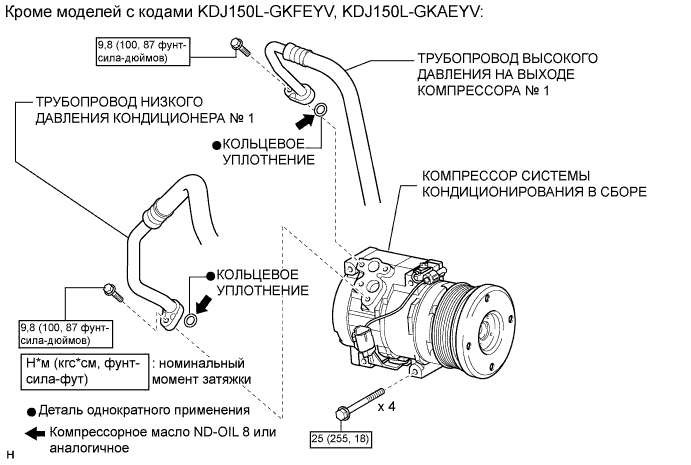 Кроме моделей с кодами KDJ150L-GKFEYV, KDJ150L-GKAEYV:
9,8 (100, 87 фунт-
сила-дюймов)
ТРУБОПРОВОД ВЫСОКОГО
ДАВЛЕНИЯ НА ВЫХОДЕ
КОМПРЕССОРА № 1
ТРУБОПРОВОД НИЗКОГО
ДАВЛЕНИЯ КОНДИЦИОНЕРА № 1
КОЛЬЦЕВОЕ
УПЛОТНЕНИЕ
КОМПРЕССОР СИСТЕМЫ
КОНДИЦИОНИРОВАНИЯ В СБОРЕ
КОЛЬЦЕВОЕ
УПЛОТНЕНИЕ
9,8 (100, 87 фунт-
сила-дюймов)
Н*м (кгс*см, фунт-
сила-фут)
: номинальный
момент затяжки
Деталь однократного применения
Компрессорное масло ND-OIL 8 или
аналогичное
x 4
25 (255, 18)
H